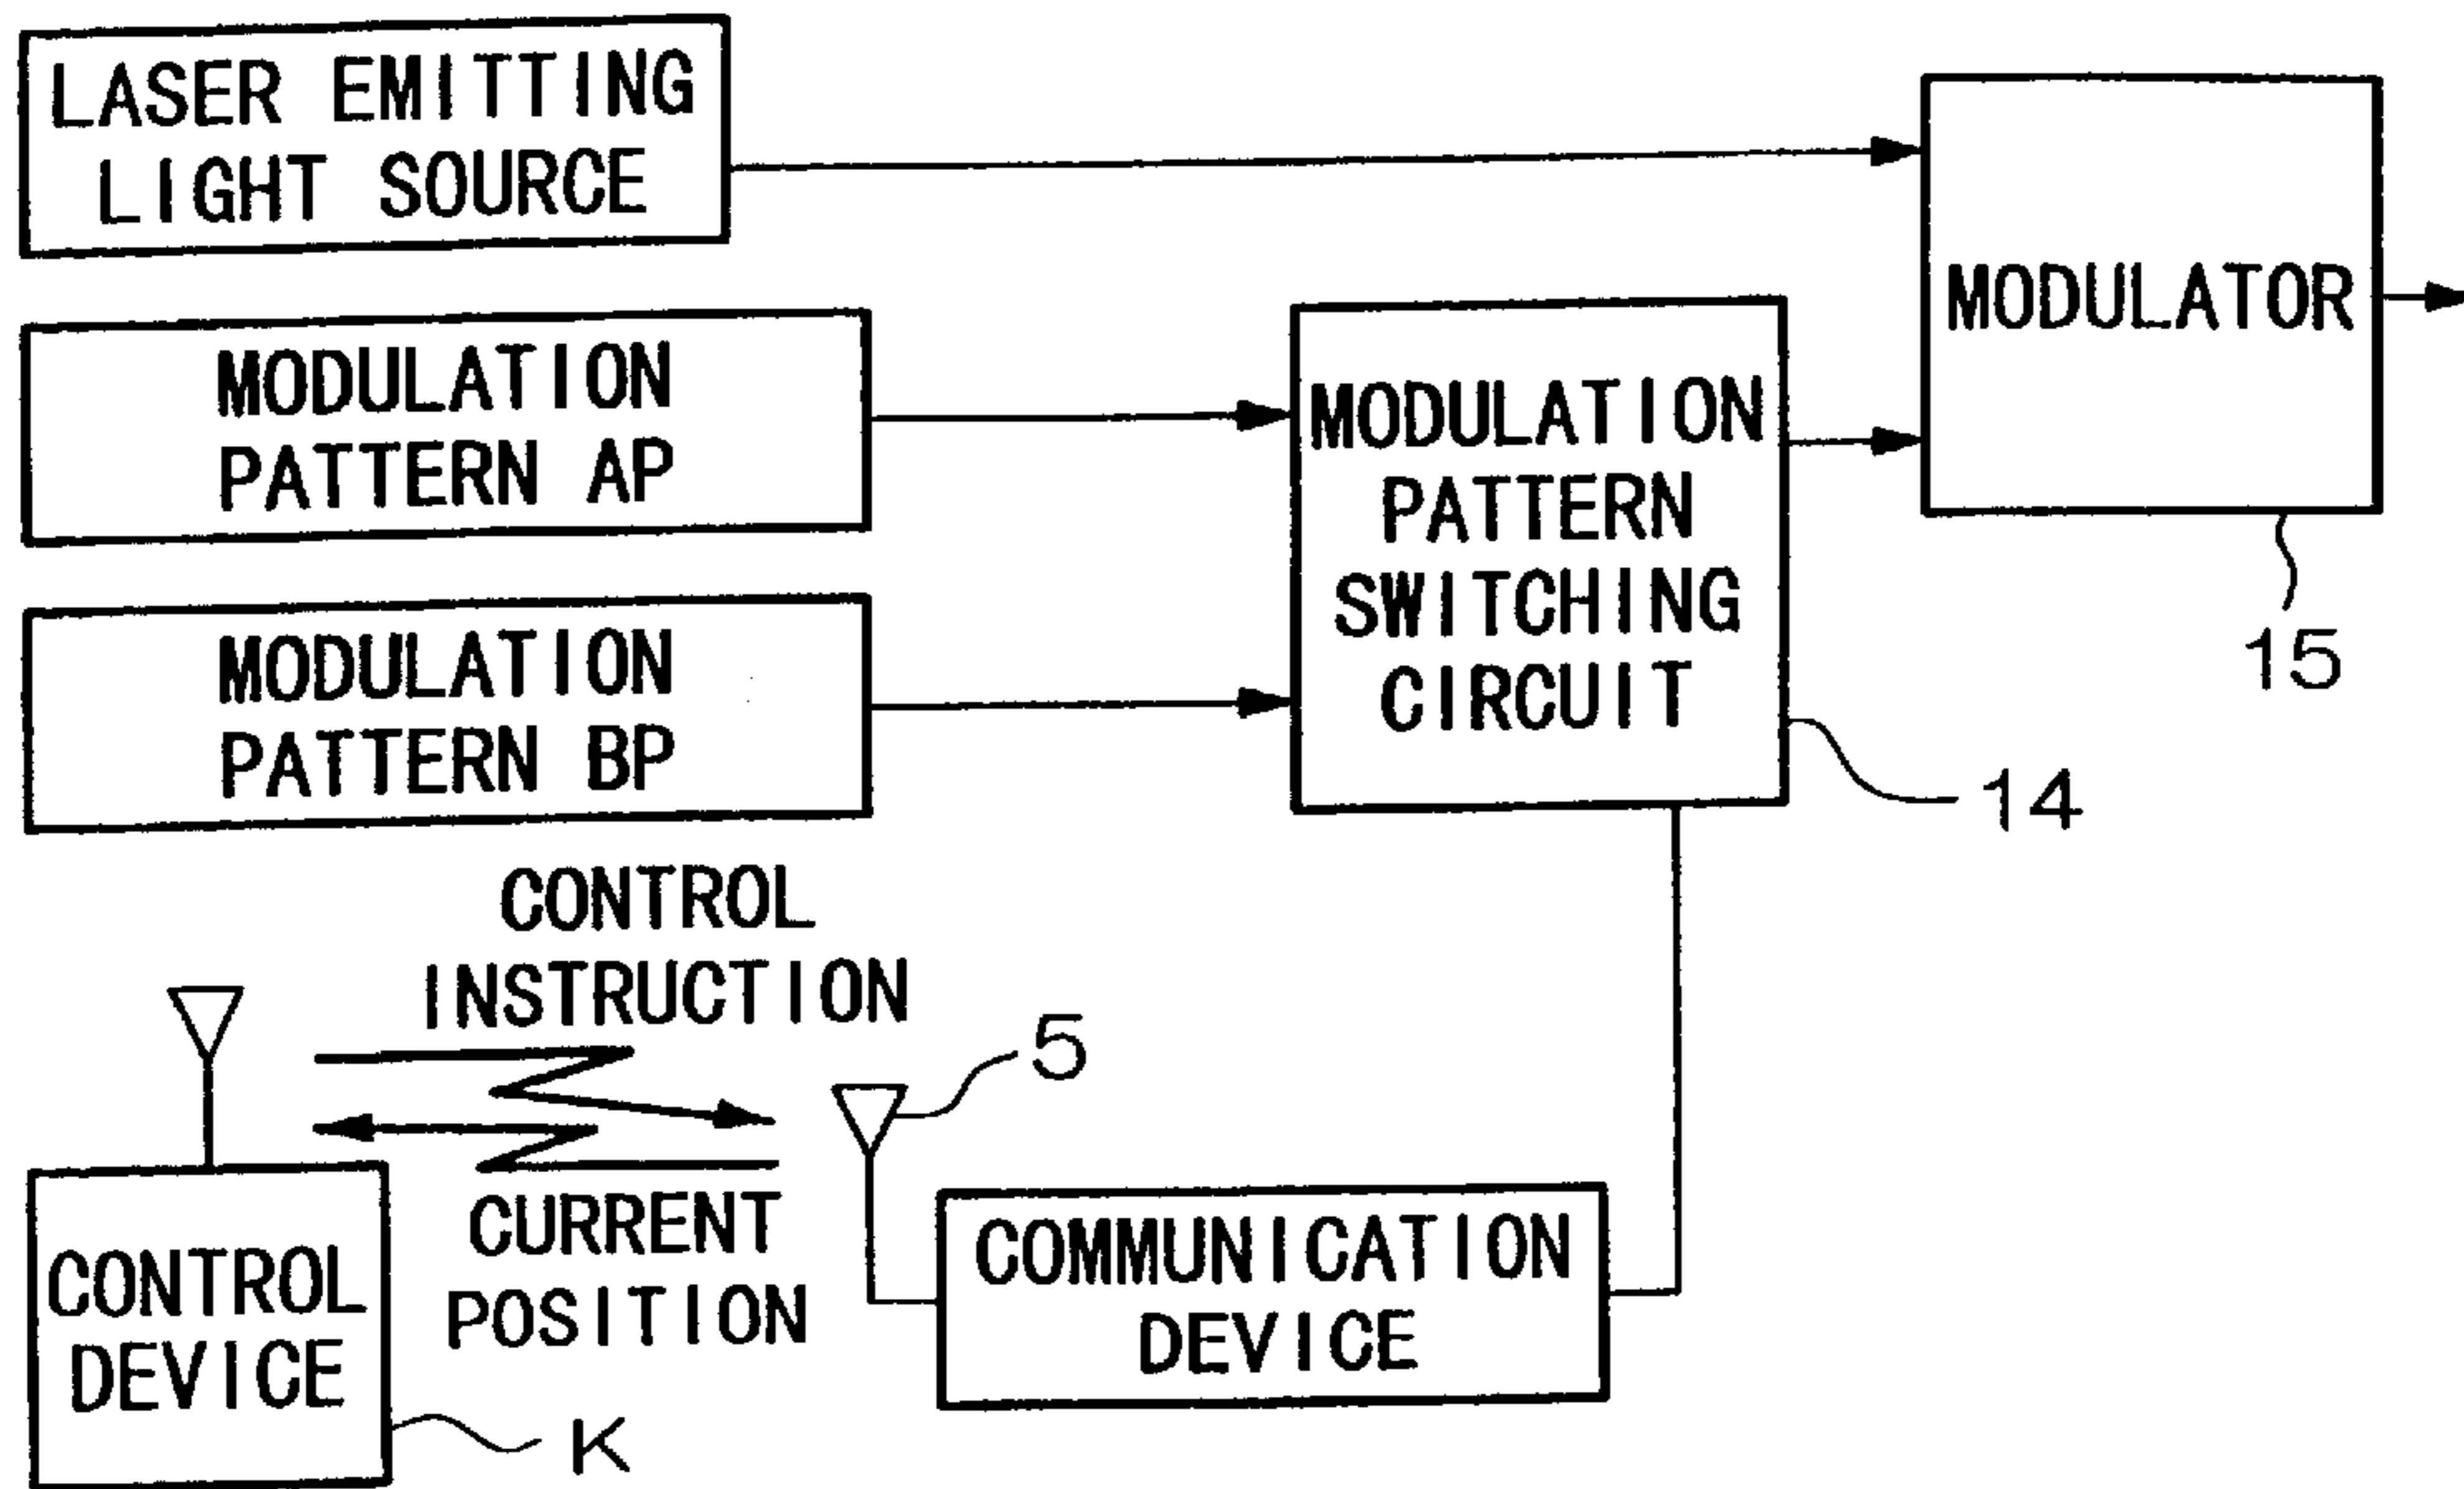 LASER EMITTING
LIGHT SOURCE
MODULATOR
15
MODULATION
PATTERN AP
MODULATION
PATTERN BP
MODULATION
PATTERN
SWITCHING
CIRCUIT
14
CONTROL
INSTRUCTION
5
CURRENT
POSITION
CONTROL
DEVICE
K
COMMUNICATION
DEVICE